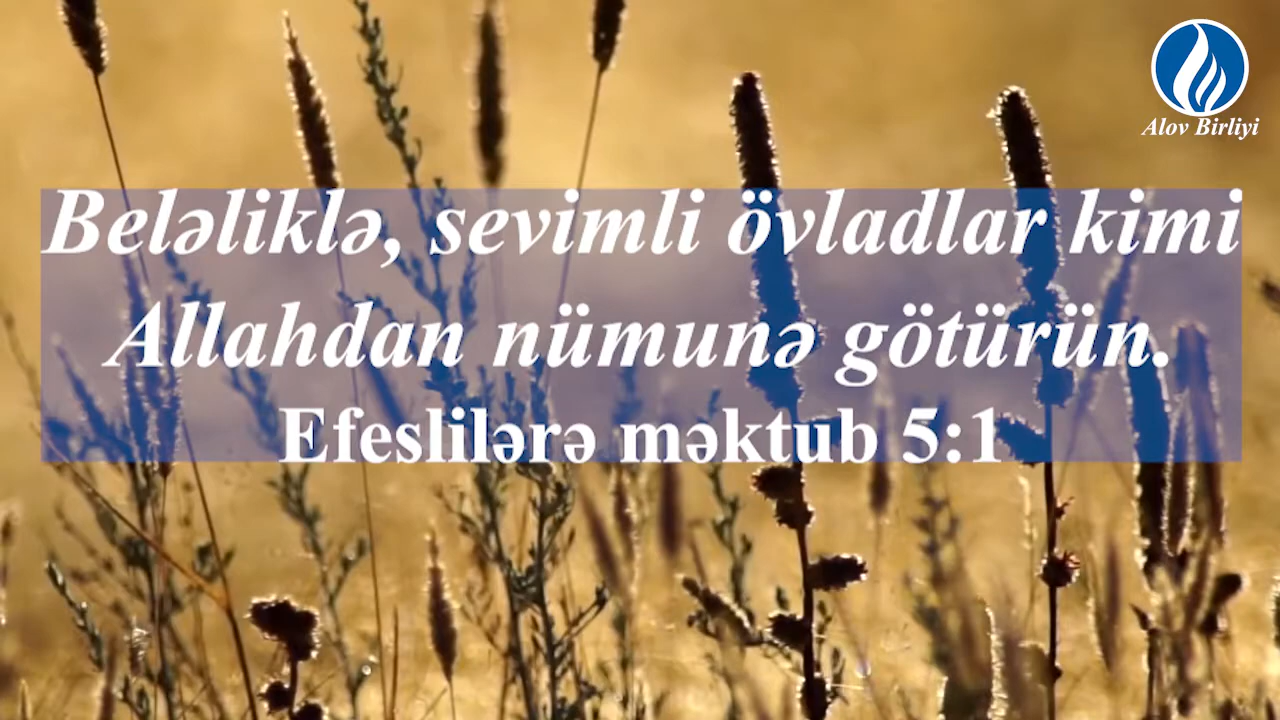 Alov Birliyi
Beləliklə, sevimli övladlar kimi
Allahdan nümunə götürün.
Efeslilərə məktub 5:1